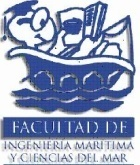 FACULTAD DE
INGENIERÍA MARÍTIMA
Y CIENCIAS DEL MAR